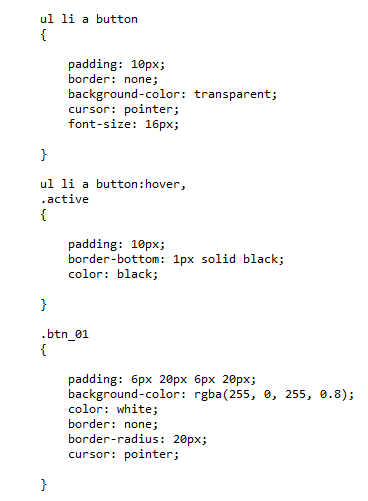 ul li a button
{
padding: 10px;
border: none;
background-color: transparent;
cursor: pointer;
font-size: 16px;
}
ul li a button:hover,
.active
{
padding: 10px;
border-bottom: 1px solid black;
color: black;
}
.btn_01
{
padding: 6px 20px 6px 20px;
background-color: rgba(255, 0, 255, 0.8);
color: white;
border: none;
border-radius: 20px;
cursor: pointer;
}